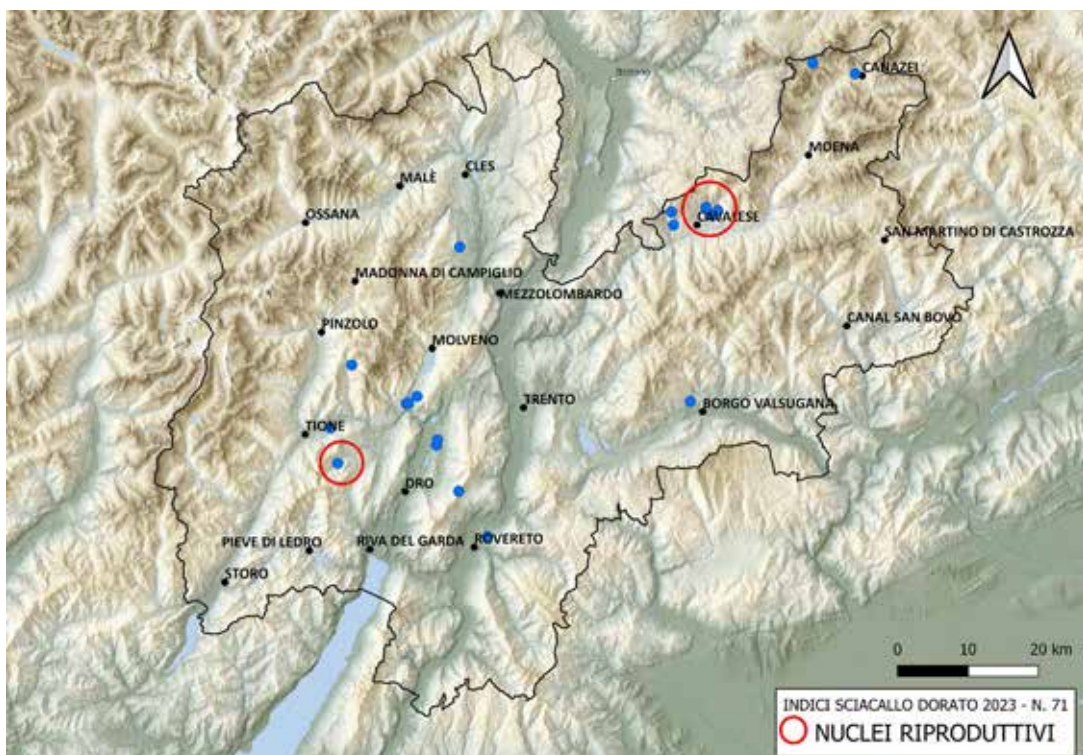 CANAZEI
MOENA
CLES
MALÈ
OSSANA
CAVALESE
SAN MARTINO DI CASTROZZA
MADONNA DI CAMPIGLIO
MEZZOLOMBARDO
PINZOLO
CANAL SAN BOVO
MOLVENO
TRENTO
BORGO VALSUGANA
TIONE
DRO
PIEVE DI LEDRO
RIVA DEL GARDA
ROVERETO
STORO
0 10 20 km
INDICI SCIACALLO DORATO 2023 - N. 71
NUCLEI RIPRODUTTIVI